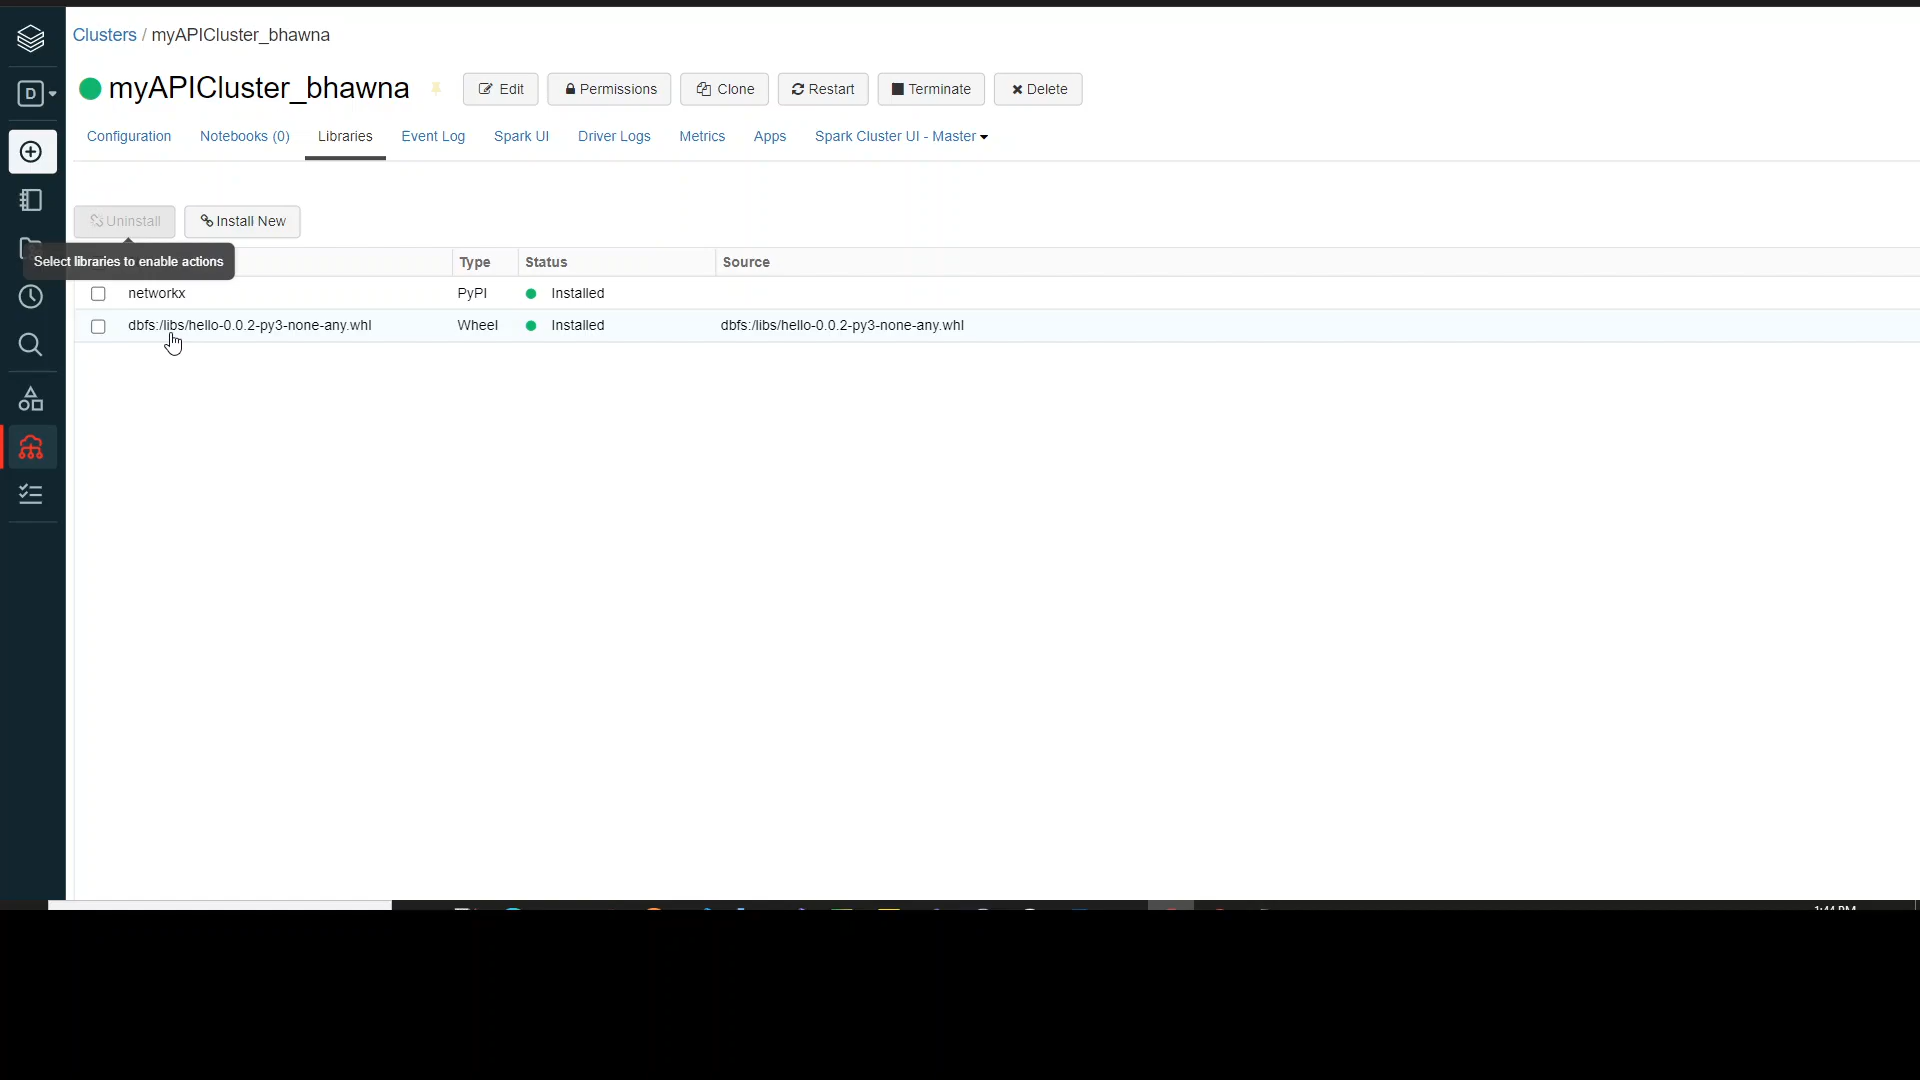 Clusters / myAPICluster_bhawna
D
myAPICluster_bhawna Edit Permissions Clone Restart Terminate Delete
Configuration Notebooks (0) Libraries Event Log Spark UI Driver Logs Metrics Apps Spark Cluster UI - Master
Uninstall Install New
Select libraries to enable actions
Type Status Source
networkx PyPI Installed
dbfs:/libs/hello-0.0.2-py3-none-any.whl Wheel Installed dbfs:/libs/hello-0.0.2-py3-none-any.whl